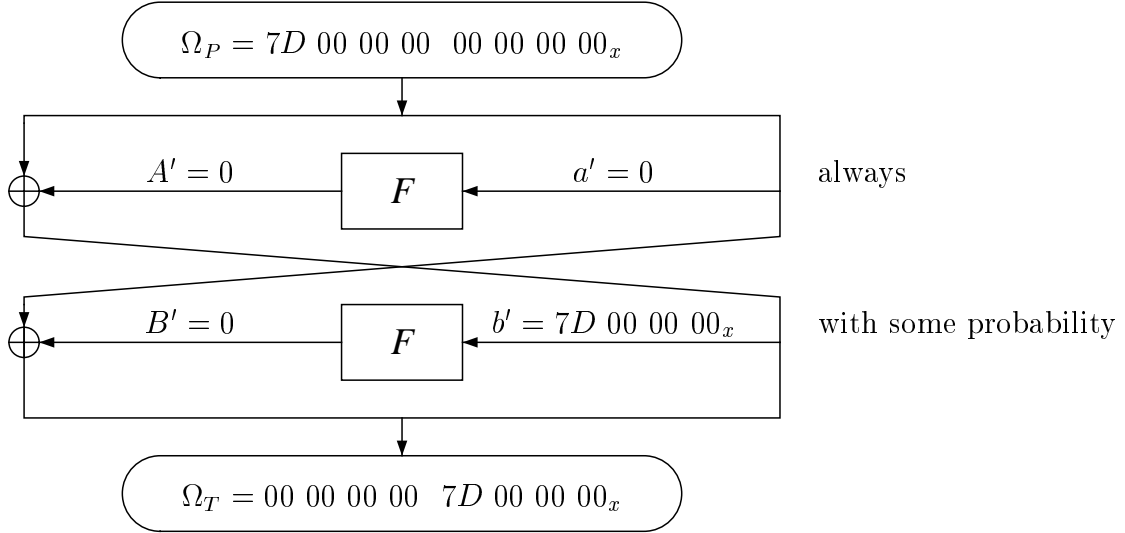 Ω_P = 7D 00 00 00 00 00 00 00_x
A′ = 0
F
a′ = 0
always
B′ = 0
F
b′ = 7D 00 00 00_x
with some probability
Ω_T = 00 00 00 00 7D 00 00 00_x